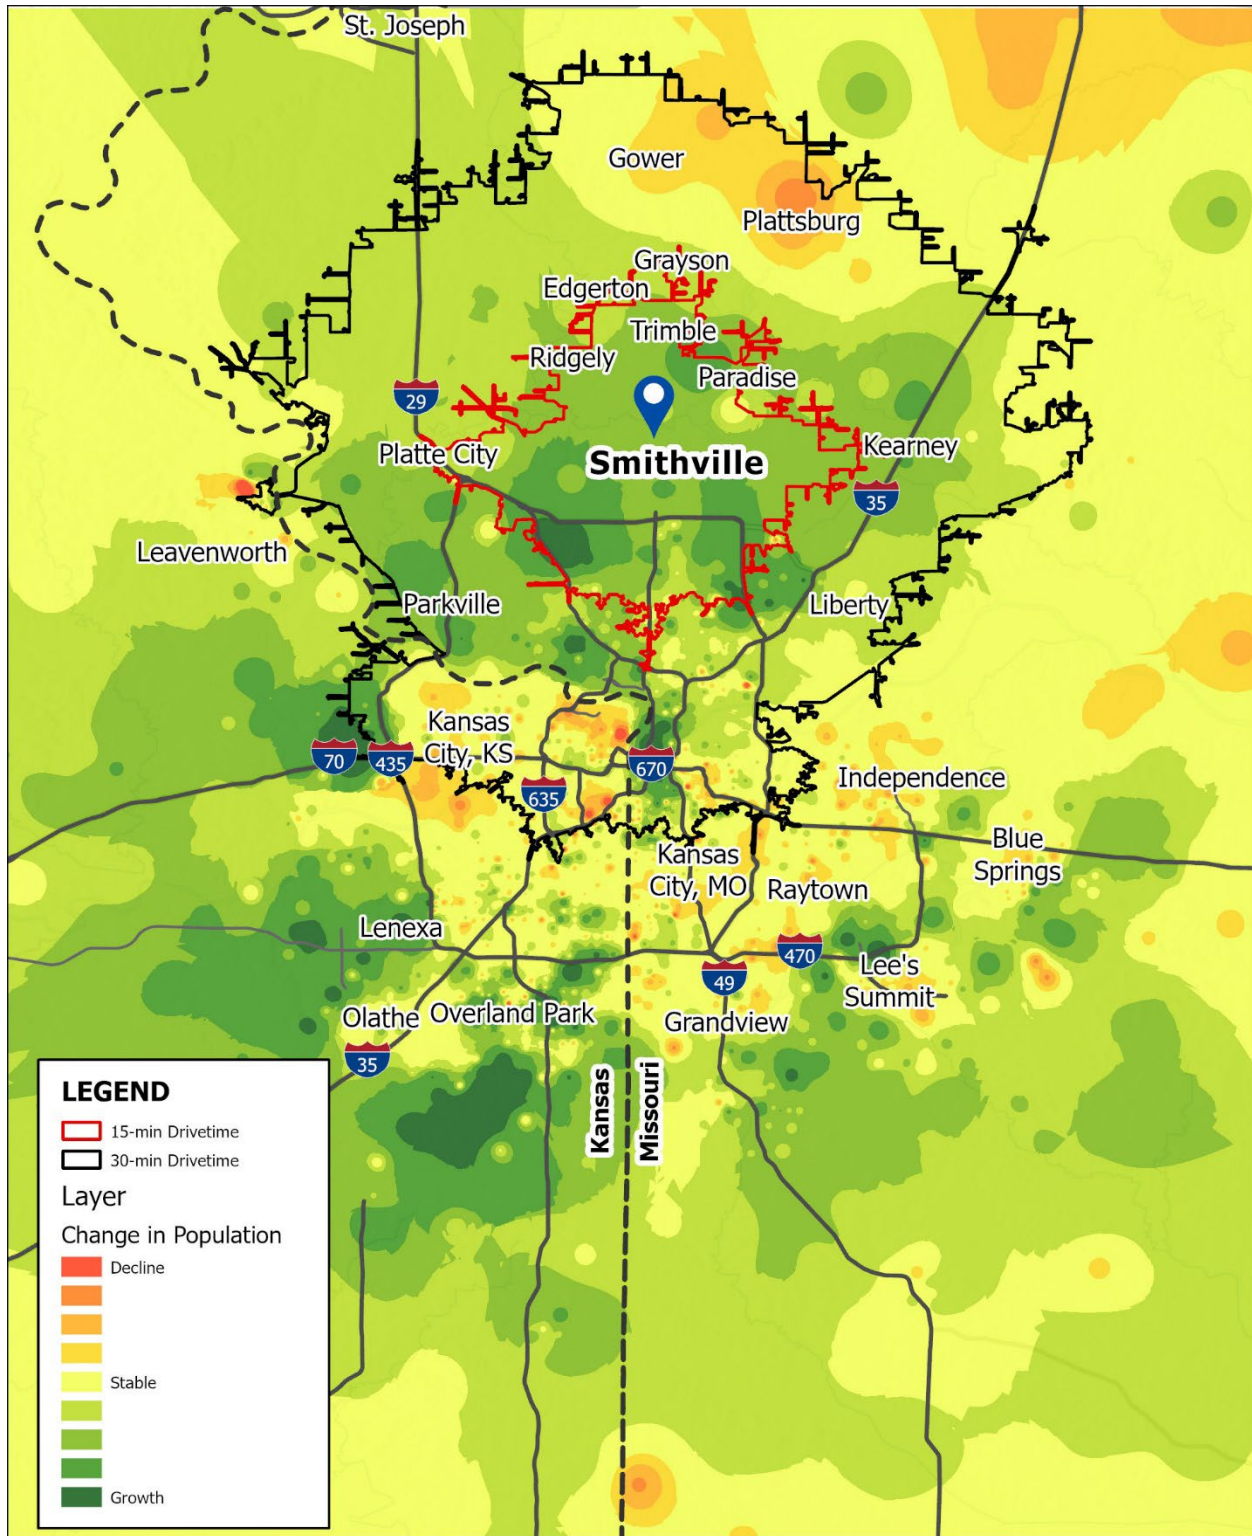 St. Joseph
Gower
Plattsburg
Grayson
Edgerton
Trimble
Ridgely
Paradise
29
Platte City
Smithville
Kearney
35
Leavenworth
Parkville
Liberty
Kansas
City, KS
70
435
670
635
Independence
Blue
Springs
Kansas
City, MO
Raytown
Lenexa
470
49
Lee's
Summit
Olathe
Overland Park
Grandview
35
Kansas
Missouri
LEGEND
15-min Drivetime
30-min Drivetime
Layer
Change in Population
Decline
Stable
Growth